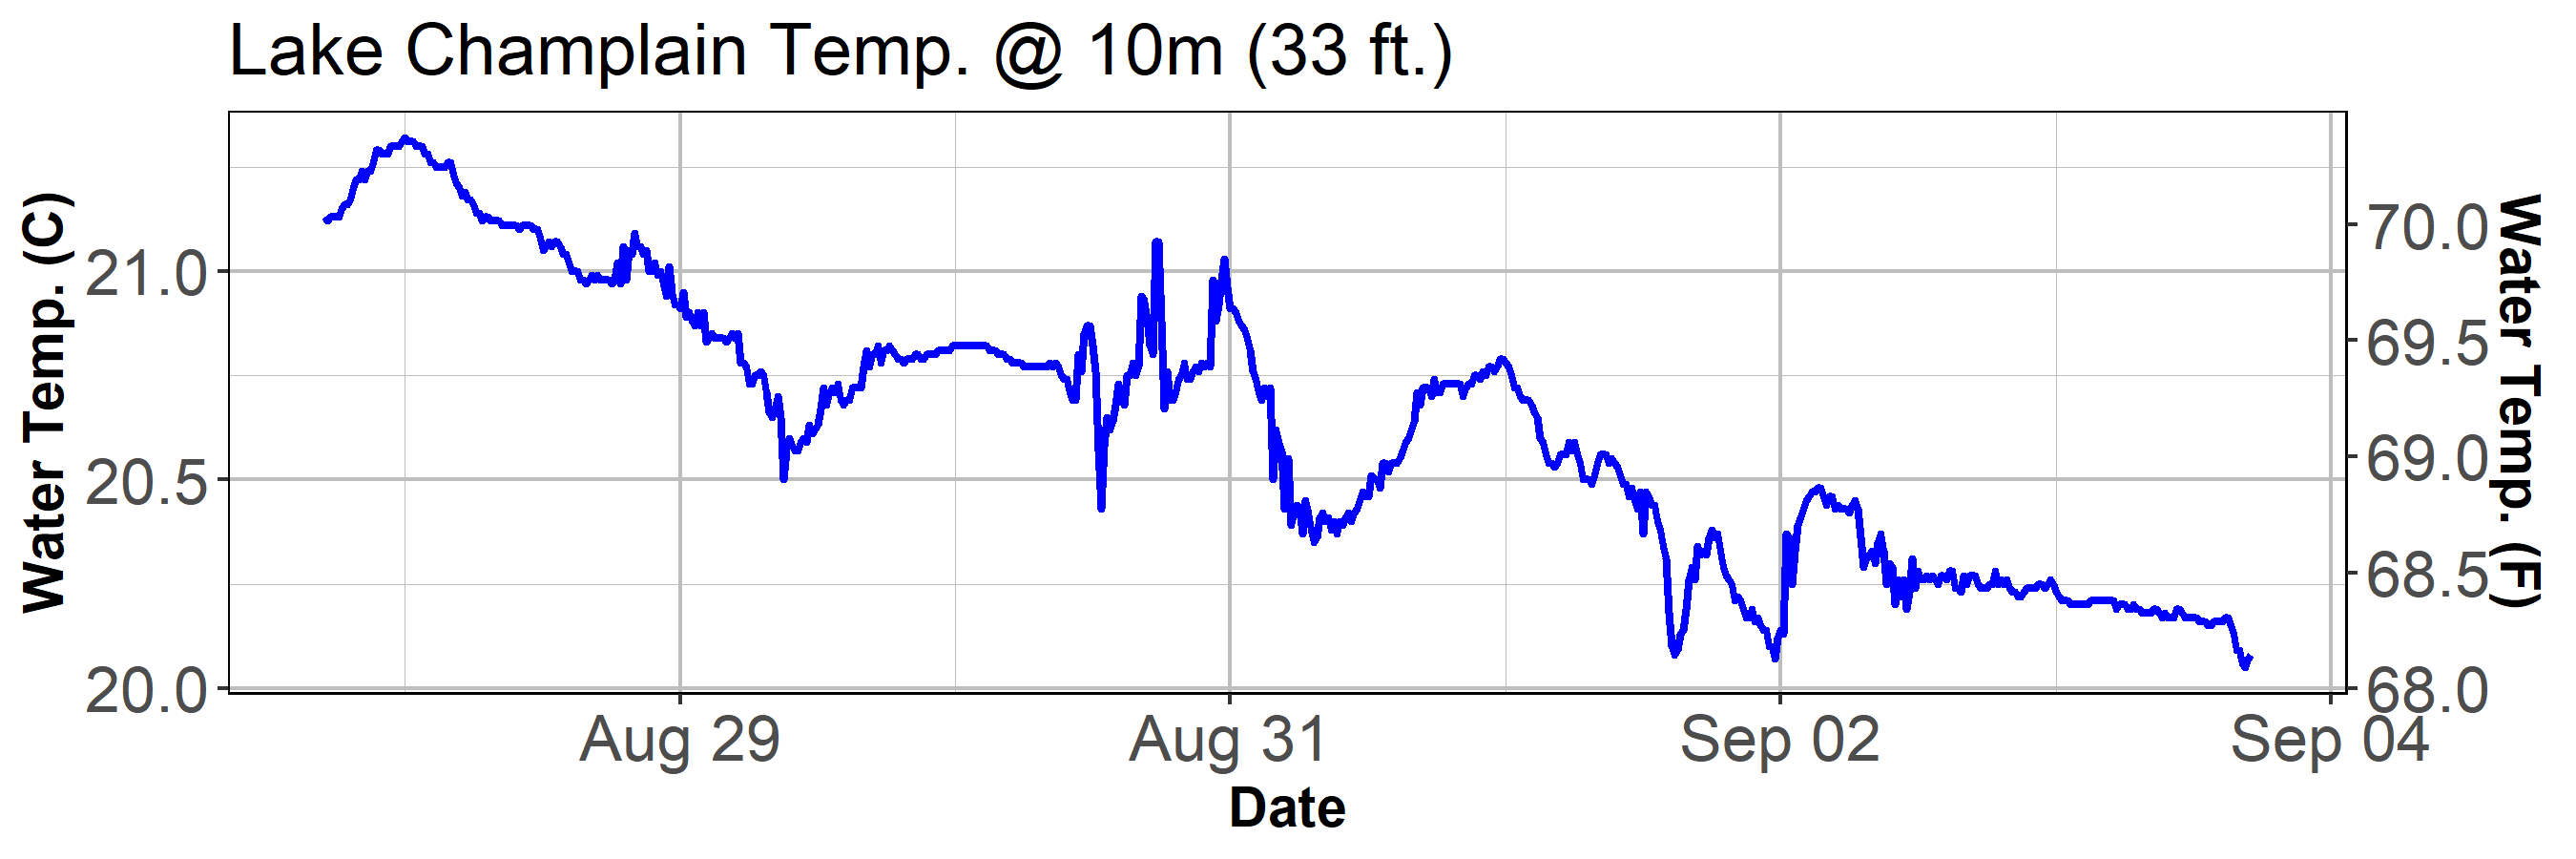 Lake Champlain Temp. @ 10m (33 ft.)
Water Temp. (C)
21.0
20.5
20.0
70.0
69.5
69.0
68.5
68.0
Water Temp. (F)
Aug 29
Aug 31
Sep 02
Sep 04
Date